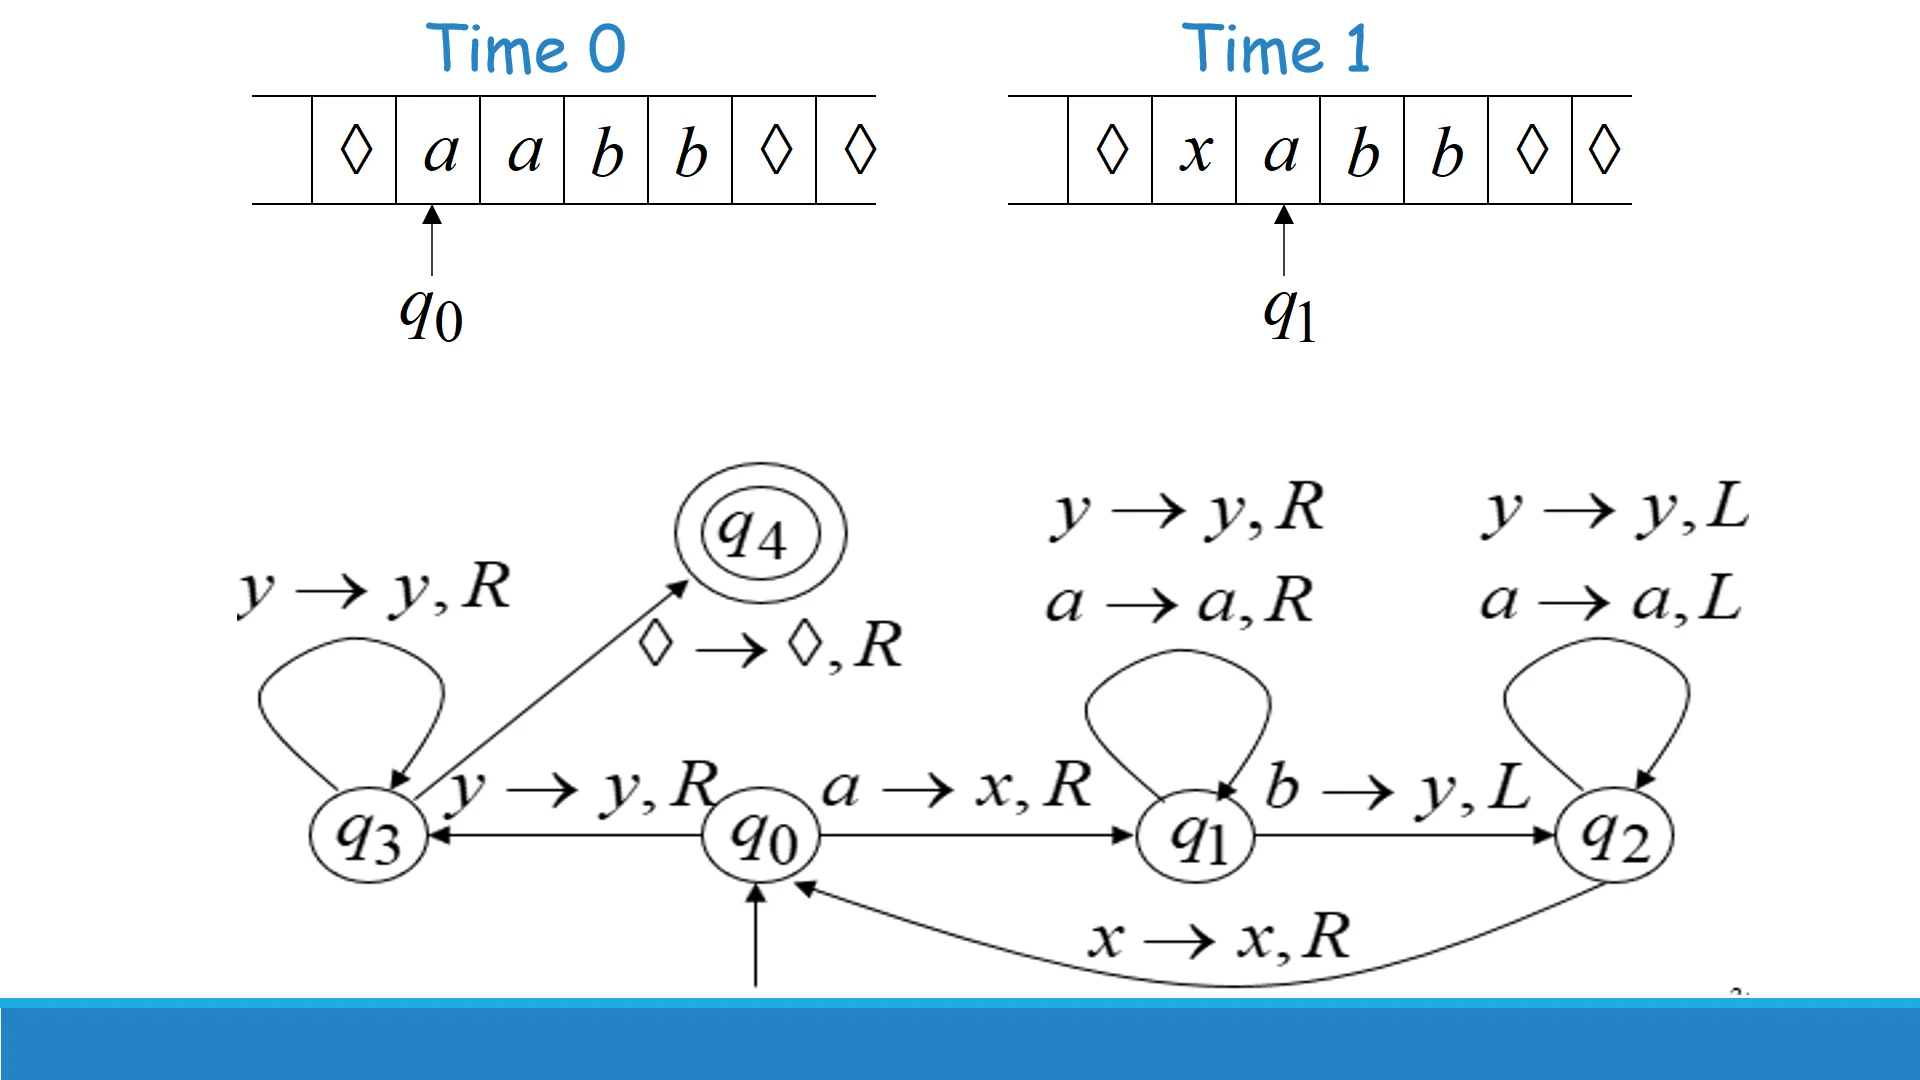 Time 0
Time 1
◊ a a b b ◊ ◊
◊ x a b b ◊ ◊
q0
q1
q4
y → y, R
y → y, L
y → y, R
a → a, R
a → a, L
◊ → ◊, R
y → y, R
a → x, R
b → y, L
q3
q0
q1
q2
x → x, R